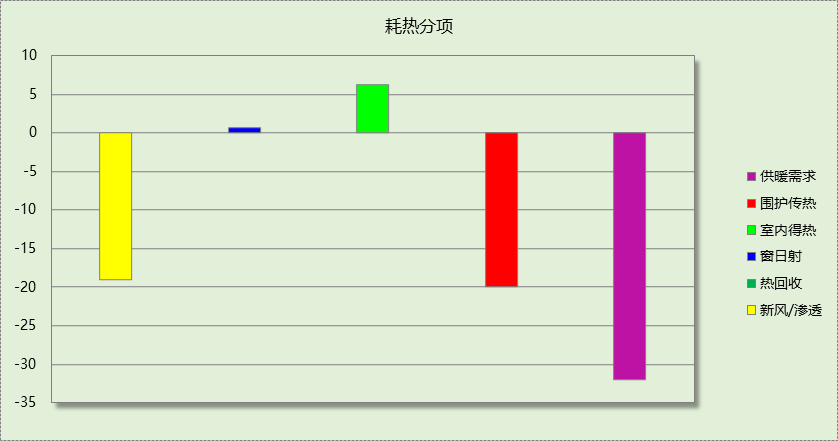 耗热分项
10
5
0
-5
-10
-15
-20
-25
-30
-35
供暖需求
围护传热
室内得热
窗日射
热回收
新风/渗透